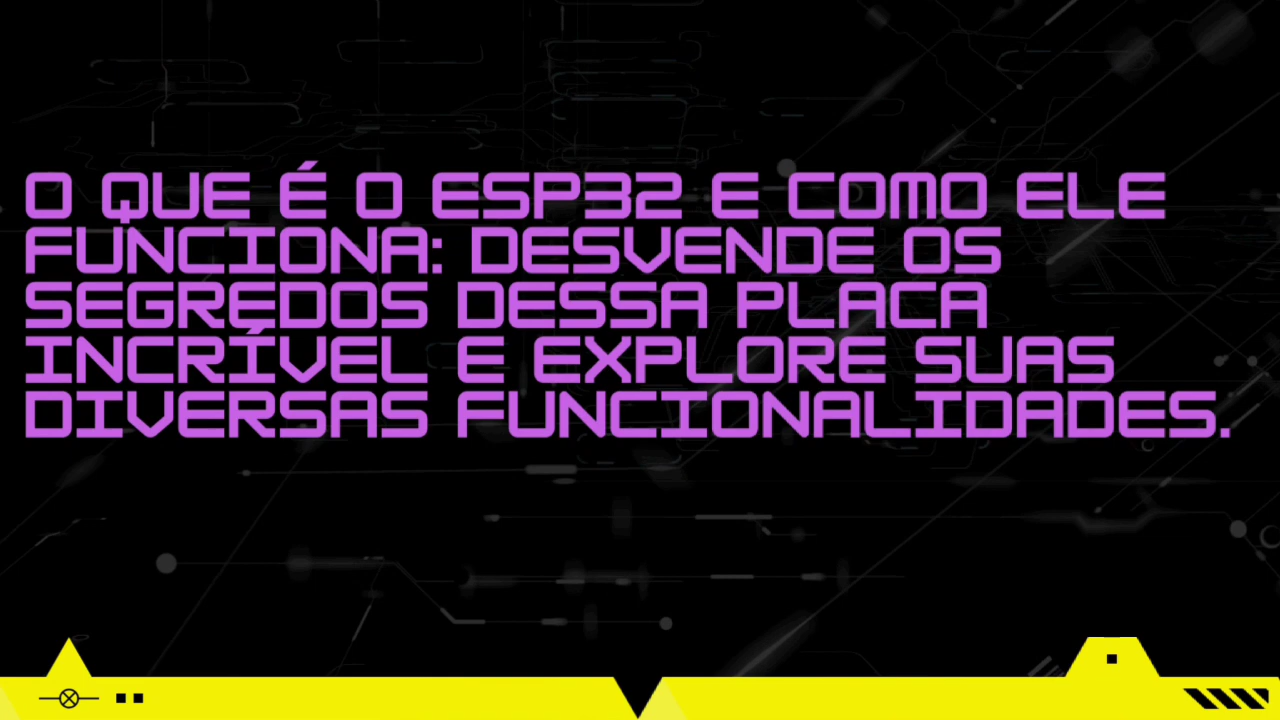 O QUE É O ESP32 E COMO ELE
FUNCIONA: DESVENDE OS
SEGREDOS DESSA PLACA
INCRÍVEL E EXPLORE SUAS
DIVERSAS FUNCIONALIDADES.